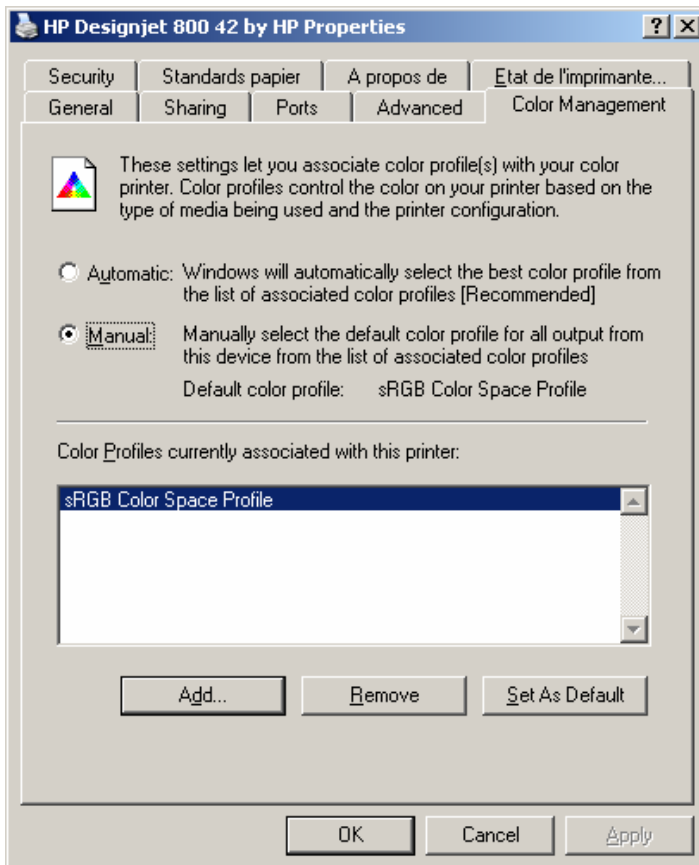 HP Designjet 800 42 by HP Properties
Security Standards papier A propos de Etat de l'imprimante...
General Sharing Ports Advanced Color Management
These settings let you associate color profile(s) with your color
printer. Color profiles control the color on your printer based on the
type of media being used and the printer configuration.
Automatic: Windows will automatically select the best color profile from
the list of associated color profiles [Recommended]
Manual: Manually select the default color profile for all output from
this device from the list of associated color profiles
Default color profile: sRGB Color Space Profile
Color Profiles currently associated with this printer:
sRGB Color Space Profile
Add... Remove Set As Default
OK Cancel Apply